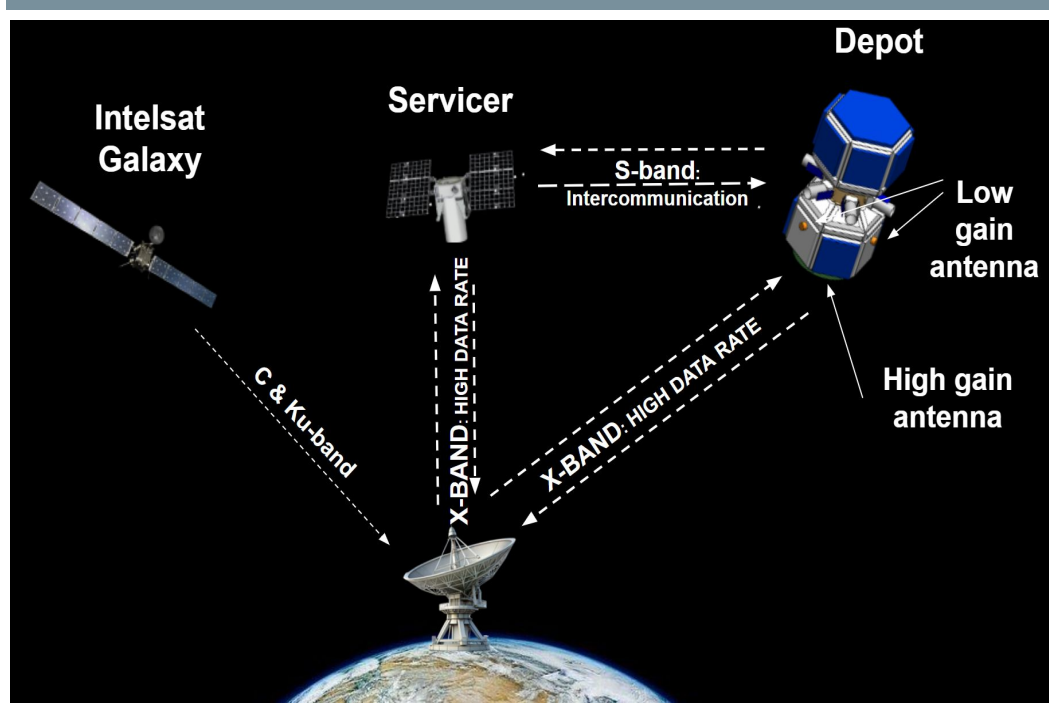 Depot
Servicer
Intelsat
Galaxy
S-band:
Intercommunication
Low
gain
antenna
X-BAND: HIGH DATA RATE
X-BAND: HIGH DATA RATE
C & Ku-band
High gain
antenna